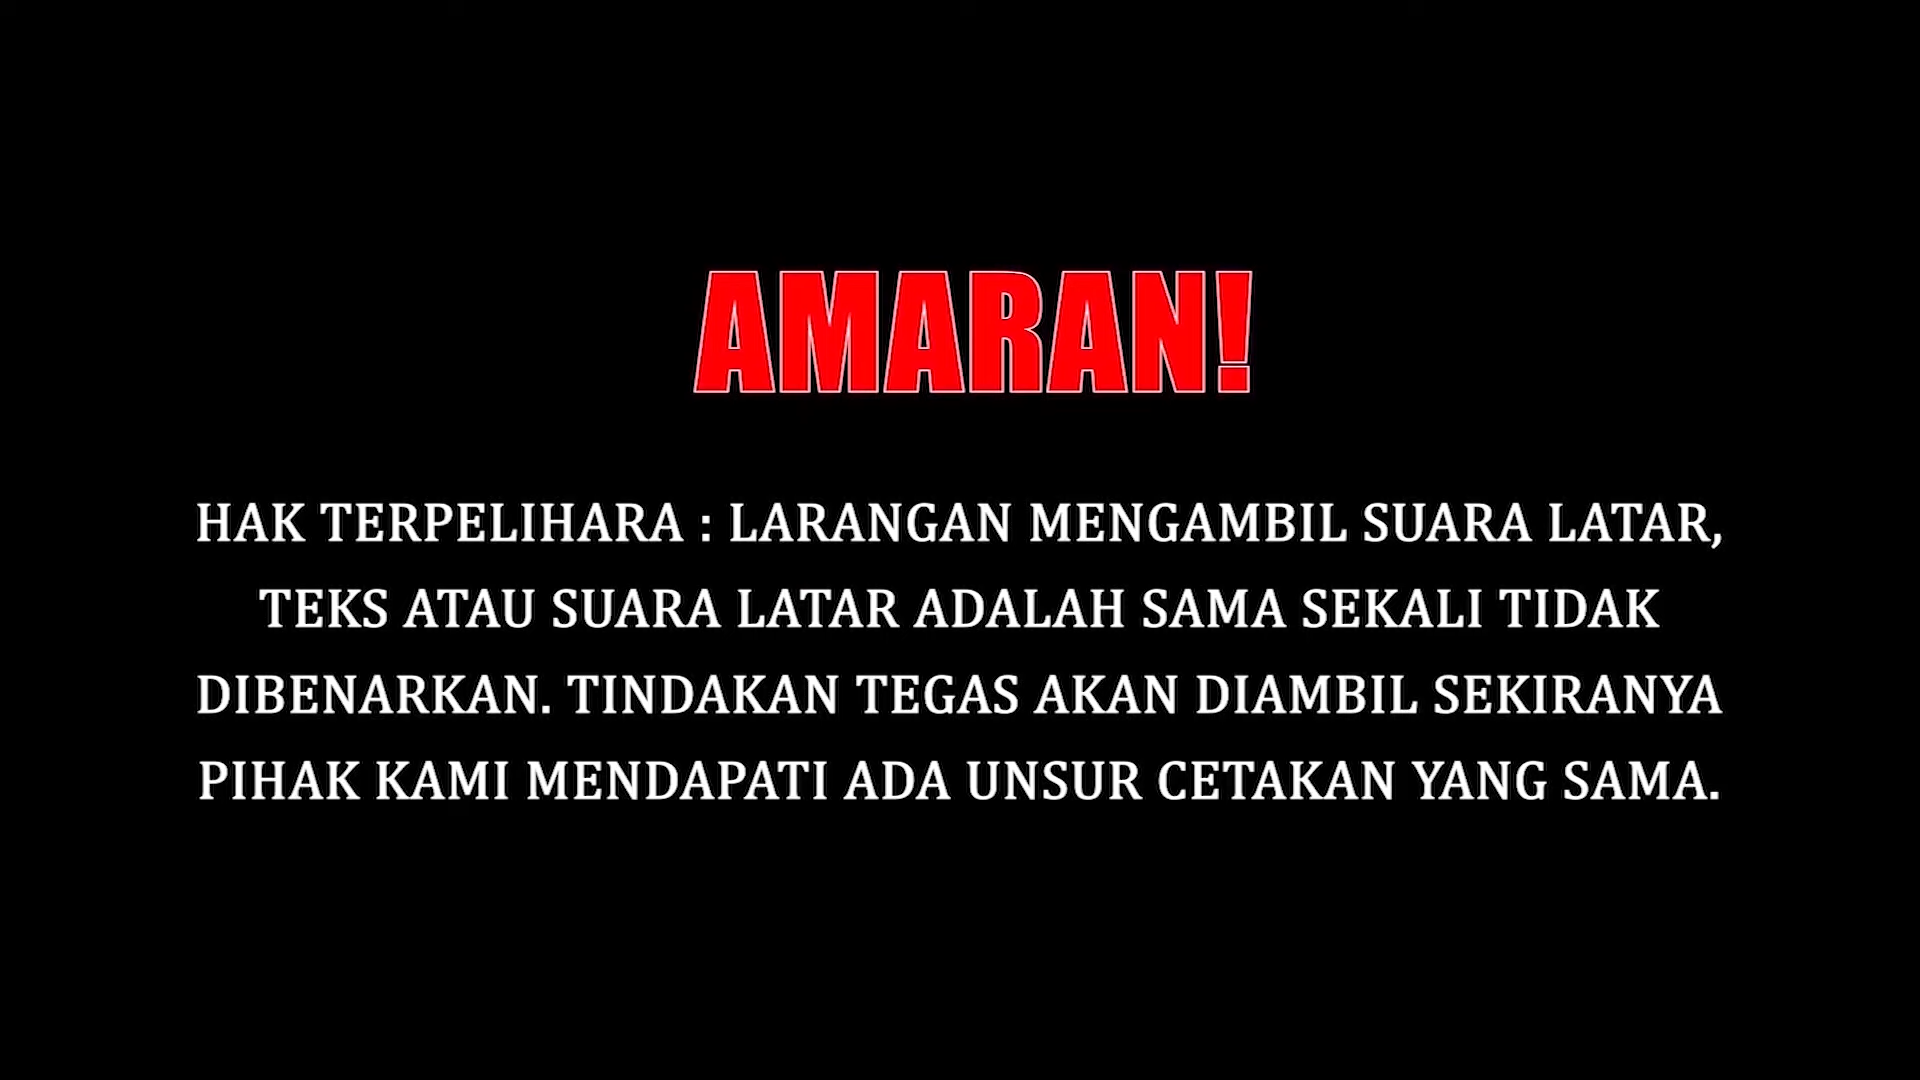 AMARAN!
HAK TERPELIHARA : LARANGAN MENGAMBIL SUARA LATAR,
TEKS ATAU SUARA LATAR ADALAH SAMA SEKALI TIDAK
DIBENARKAN. TINDAKAN TEGAS AKAN DIAMBIL SEKIRANYA
PIHAK KAMI MENDAPATI ADA UNSUR CETAKAN YANG SAMA.